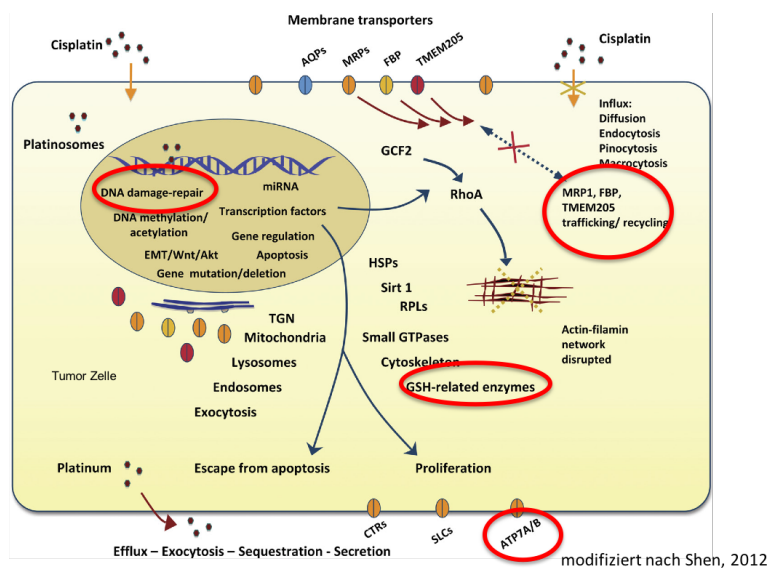 Membrane transporters
Cisplatin
AQPs
MRPs
FBP
TMEM205
Cisplatin
Platinosomes
Influx:
Diffusion
Endocytosis
Pinocytosis
Macrocytosis
GCF2
DNA damage-repair
miRNA
RhoA
MRP1, FBP,
TMEM205
trafficking/ recycling
DNA methylation/
acetylation
Transcription factors
Gene regulation
EMT/Wnt/Akt
Apoptosis
Gene mutation/deletion
HSPs
Sirt 1
RPLs
TGN
Mitochondria
Small GTPases
Actin-filamin
network
disrupted
Lysosomes
Cytoskeleton
Tumor Zelle
Endosomes
GSH-related enzymes
Exocytosis
Platinum
Escape from apoptosis
Proliferation
CTRs
SLCs
ATP7A/B
Efflux – Exocytosis – Sequestration - Secretion
modifiziert nach Shen, 2012